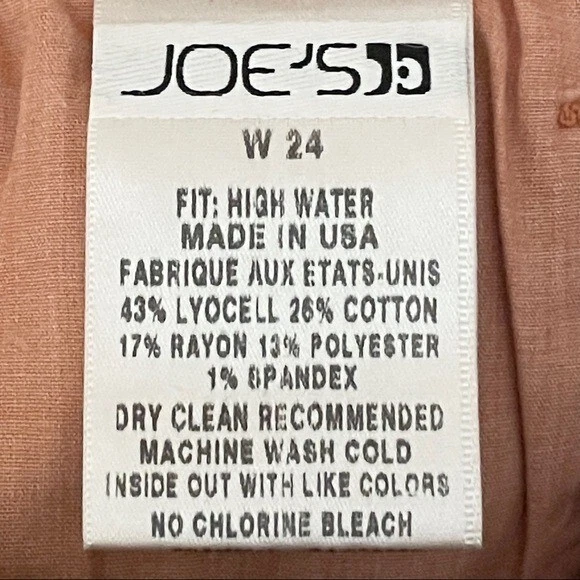 JOE'S
W 24
FIT: HIGH WATER
MADE IN USA
FABRIQUE AUX ETATS-UNIS
43% LYOCELL 26% COTTON
17% RAYON 13% POLYESTER
1% SPANDEX
DRY CLEAN RECOMMENDED
MACHINE WASH COLD
INSIDE OUT WITH LIKE COLORS
NO CHLORINE BLEACH